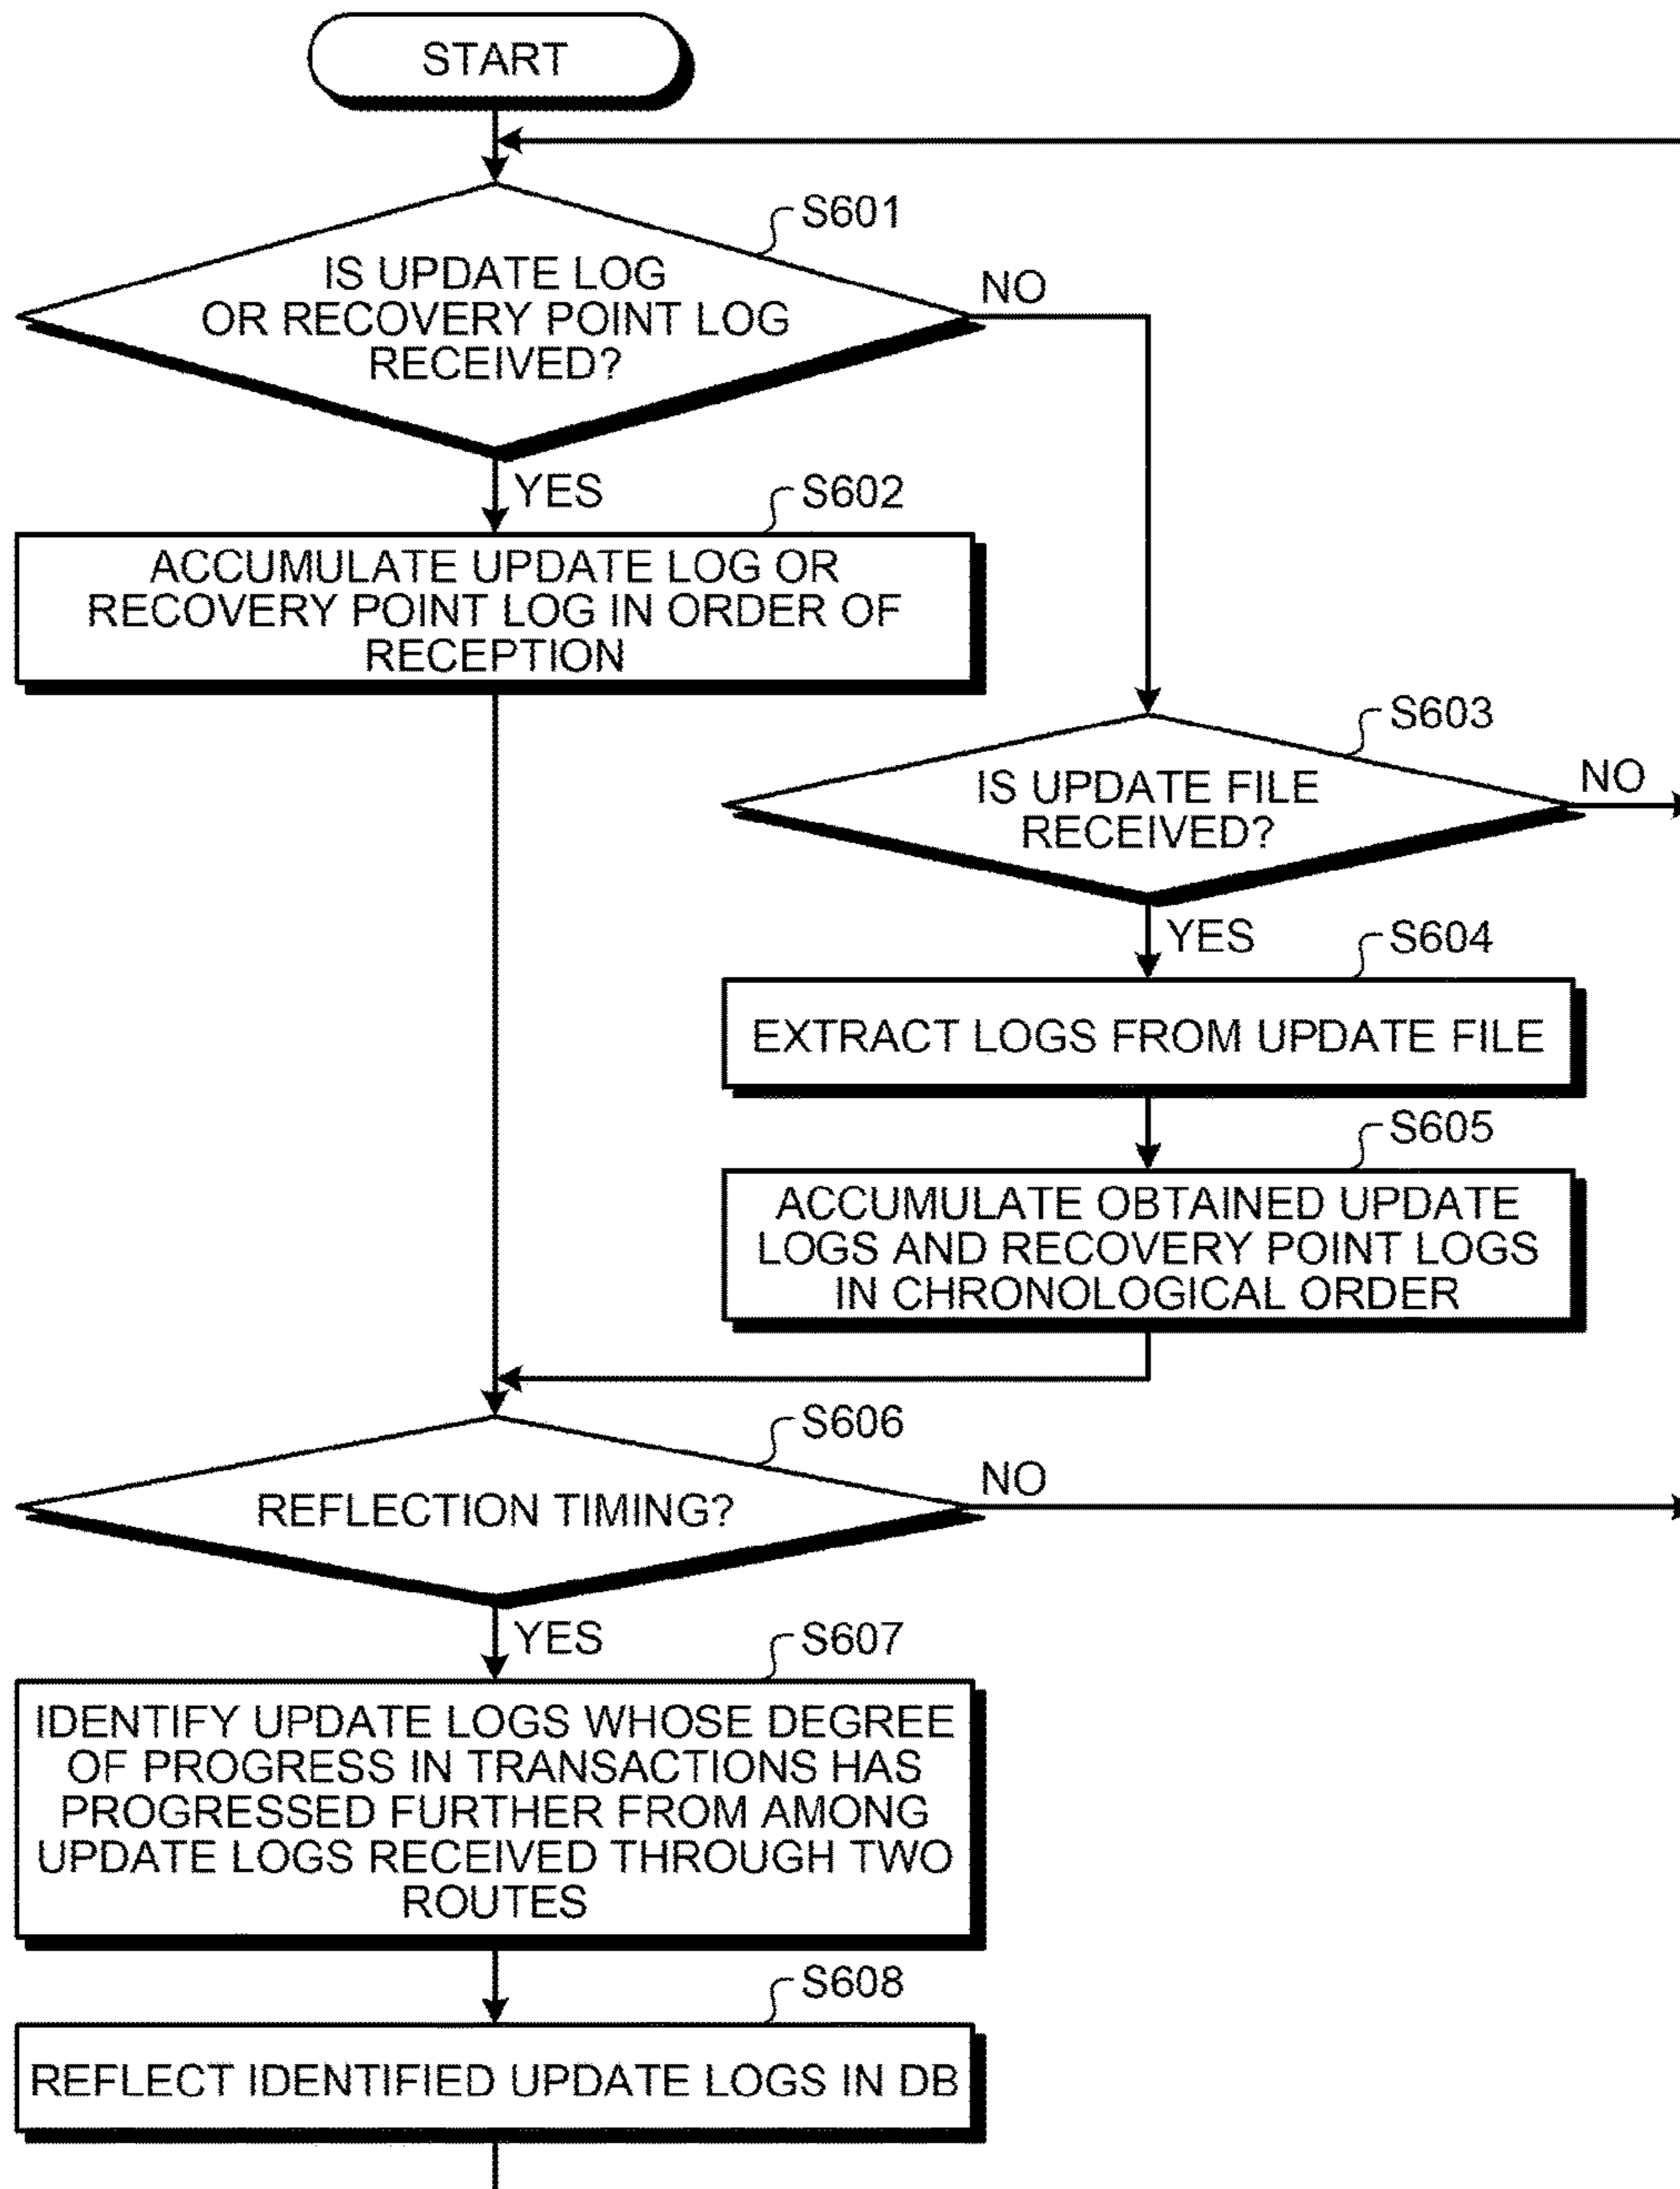 START
S601
IS UPDATE LOG
OR RECOVERY POINT LOG
RECEIVED?
NO
YES
S602
ACCUMULATE UPDATE LOG OR
RECOVERY POINT LOG IN ORDER OF
RECEPTION
S603
IS UPDATE FILE
RECEIVED?
NO
YES
S604
EXTRACT LOGS FROM UPDATE FILE
S605
ACCUMULATE OBTAINED UPDATE
LOGS AND RECOVERY POINT LOGS
IN CHRONOLOGICAL ORDER
S606
REFLECTION TIMING?
NO
YES
S607
IDENTIFY UPDATE LOGS WHOSE DEGREE
OF PROGRESS IN TRANSACTIONS HAS
PROGRESSED FURTHER FROM AMONG
UPDATE LOGS RECEIVED THROUGH TWO
ROUTES
S608
REFLECT IDENTIFIED UPDATE LOGS IN DB